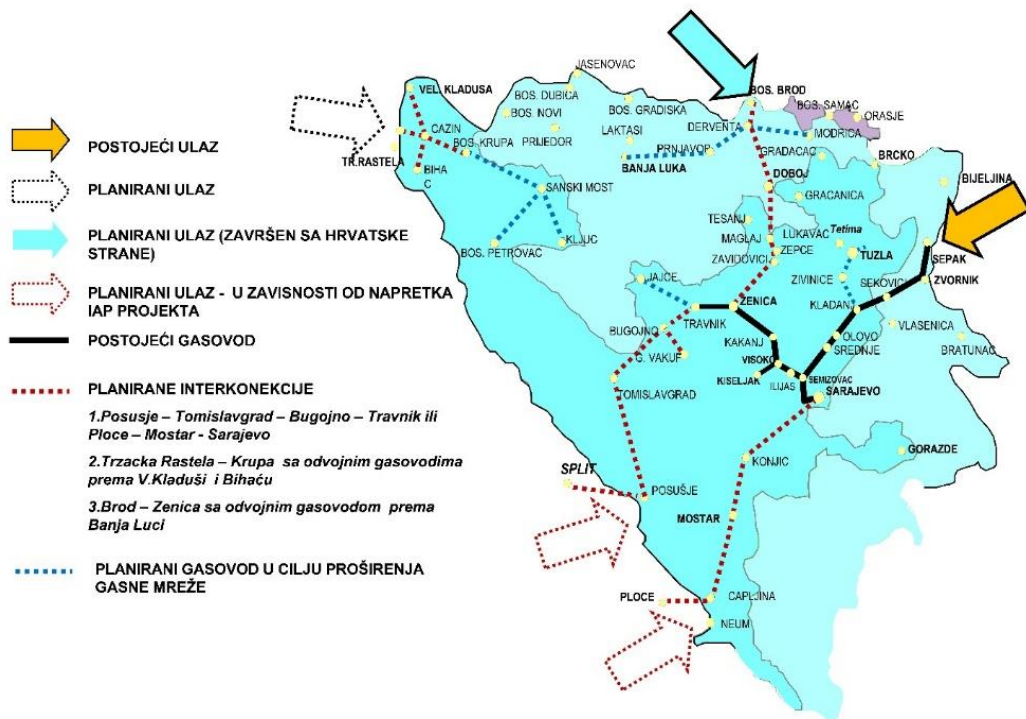 POSTOJEĆI ULAZ
PLANIRANI ULAZ
PLANIRANI ULAZ (ZAVRŠEN SA HRVATSKE
STRANE)
PLANIRANI ULAZ - U ZAVISNOSTI OD NAPRETKA
IAP PROJEKTA
POSTOJEĆI GASOVOD
PLANIRANE INTERKONEKCIJE
1.Posusje – Tomislavgrad – Bugojno – Travnik ili
Ploce – Mostar - Sarajevo
2.Trzacka Rastela – Krupa sa odvojnim gasovodima
prema V.Kladuši i Bihaću
3.Brod – Zenica sa odvojnim gasovodom prema
Banja Luci
PLANIRANI GASOVOD U CILJU PROŠIRENJA
GASNE MREŽE
JASENOVAC
VEL. KLADUSA
BOS. DUBICA
BOS. NOVI
BOS. GRADISKA
BOS. BROD
BOS. SAMAC
ORASJE
CAZIN
PRIJEDOR
LAKTASI
DERVENTA
MODRICA
TR.RASTELA
BOS. KRUPA
PRNJAVOR
GRADACAC
BRCKO
BIHA
C
BANJA LUKA
DOBOJ
BIJELJINA
SANSKI MOST
GRACANICA
TESANJ
LUKAVAC
Tetima
BOS. PETROVAC
KLJUC
MAGLAJ
ZEPCE
TUZLA
SEPAK
ZAVIDOVICI
ZIVINICE
ZVORNIK
JAJCE
SEKOVICI
ZENICA
KLADANJ
TRAVNIK
BUGOJNO
VLASENICA
KAKANJ
OLOVO
SREDNJE
BRATUNAC
G. VAKUF
VISOKO
KISELJAK
ILIJAS
SEMIZOVAC
TOMISLAVGRAD
SARAJEVO
GORAZDE
KONJIC
SPLIT
POSUŠJE
MOSTAR
PLOCE
CAPLJINA
NEUM